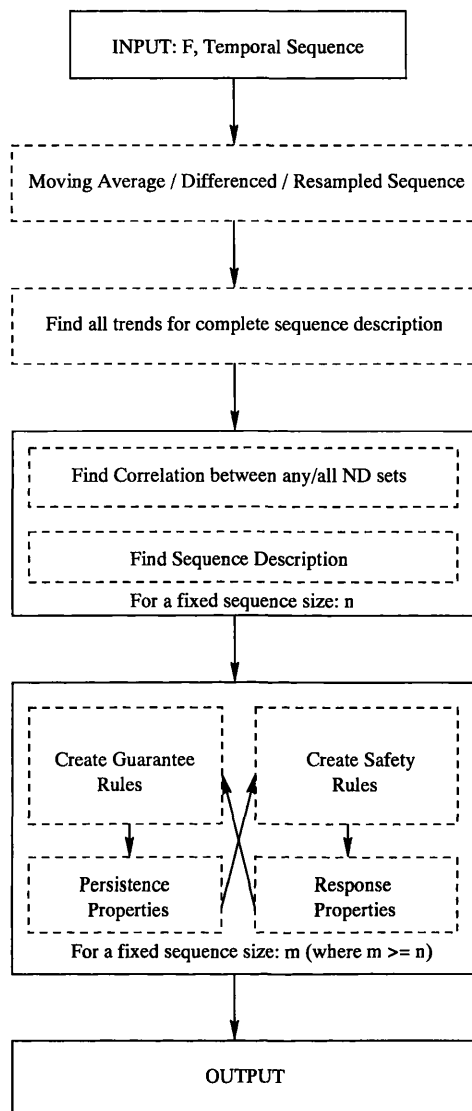 INPUT: F, Temporal Sequence
Moving Average / Differenced / Resampled Sequence
Find all trends for complete sequence description
Find Correlation between any/all ND sets
Find Sequence Description
For a fixed sequence size: n
Create Guarantee
Rules
Create Safety
Rules
Persistence
Properties
Response
Properties
For a fixed sequence size: m (where m >= n)
OUTPUT